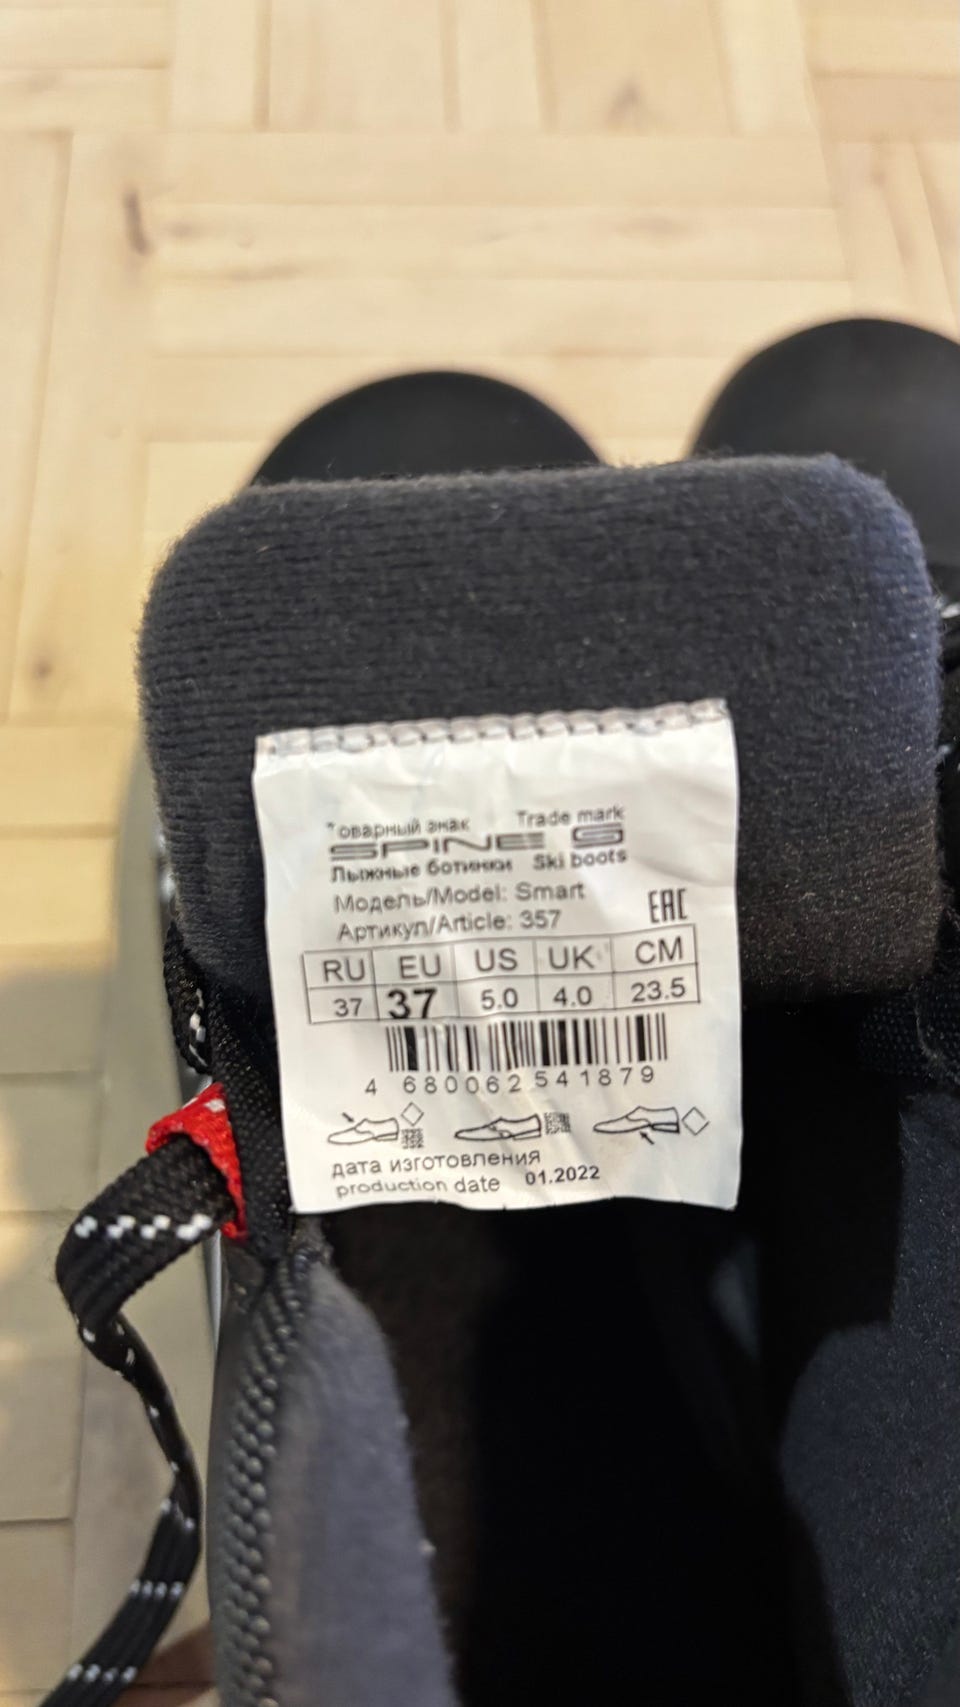 Товарный знак Trade mark
SPINE S
Лыжные ботинки Ski boots
Модель/Model: Smart
Артикул/Article: 357
EAC
RU EU US UK CM
37 37 5.0 4.0 23.5
4 680062 541879
дата изготовления
production date 01.2022